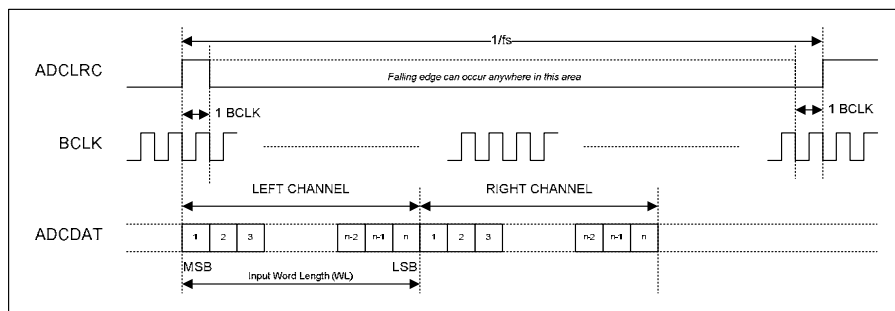 1/fs
ADCLRC
Falling edge can occur anywhere in this area
1 BCLK
1 BCLK
BCLK
LEFT CHANNEL
RIGHT CHANNEL
ADCDAT
1 2 3 n-2 n-1 n 1 2 3 n-2 n-1 n
MSB LSB
Input Word Length (WL)